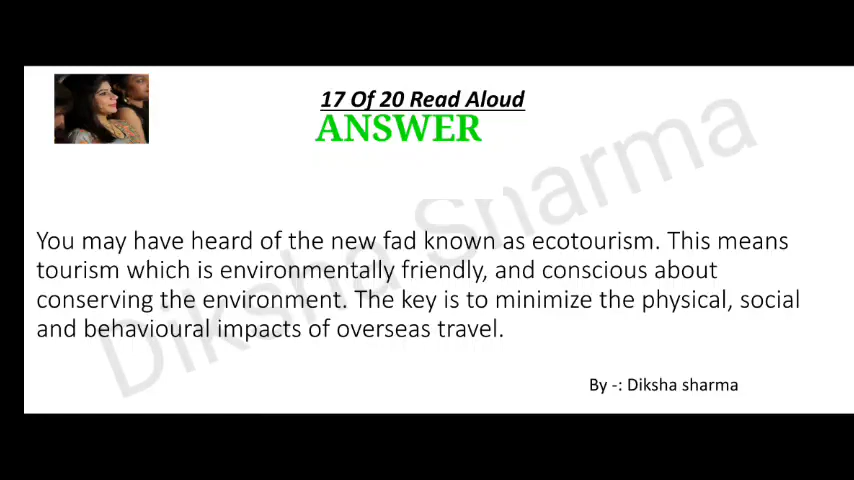 17 Of 20 Read Aloud
ANSWER
You may have heard of the new fad known as ecotourism. This means
tourism which is environmentally friendly, and conscious about
conserving the environment. The key is to minimize the physical, social
and behavioural impacts of overseas travel.
Diksha Sharma
By -: Diksha sharma